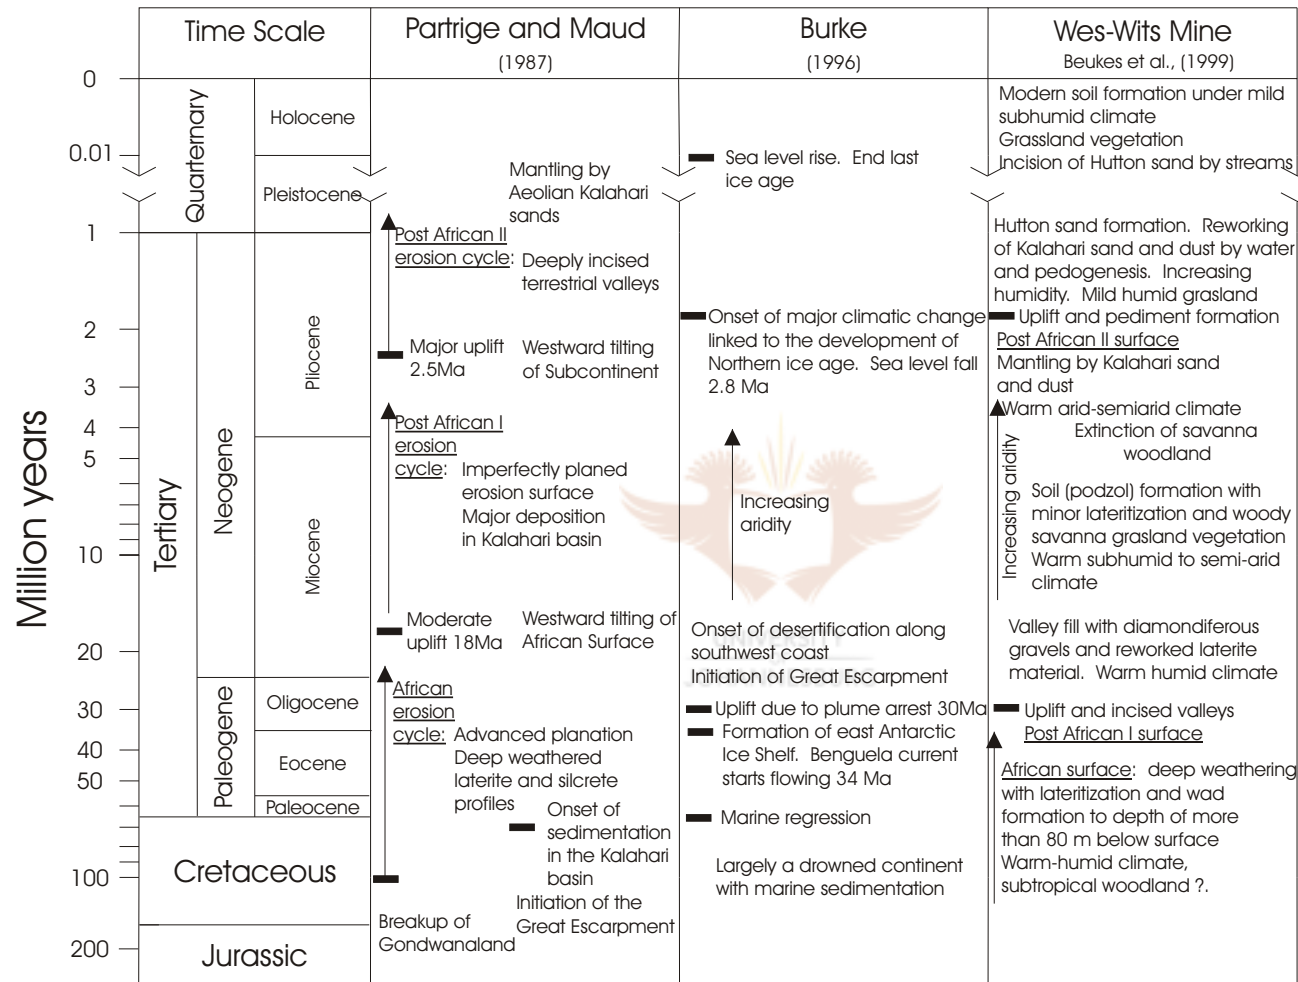 Time Scale
Partrige and Maud
(1987)
Burke
(1996)
Wes-Wits Mine
Beukes et al., (1999)
Million years
0
0.01
1
2
3
4
5
10
20
30
40
50
100
200
Quarternary
Tertiary
Neogene
Paleogene
Holocene
Pleistocene
Pliocene
Miocene
Oligocene
Eocene
Paleocene
Cretaceous
Jurassic
Mantling by
Aeolian Kalahari
sands
Post African II
erosion cycle: Deeply incised
terrestrial valleys
Major uplift
2.5Ma
Westward tilting
of Subcontinent
Post African I
erosion
cycle: Imperfectly planed
erosion surface
Major deposition
in Kalahari basin
Moderate
uplift 18Ma
Westward tilting of
African Surface
African
erosion
cycle: Advanced planation
Deep weathered
laterite and silcrete
profiles
Onset of
sedimentation
in the Kalahari
basin
Initiation of the
Great Escarpment
Breakup of
Gondwanaland
Sea level rise. End last
ice age
Onset of major climatic change
linked to the development of
Northern ice age. Sea level fall
2.8 Ma
Increasing
aridity
Onset of desertification along
southwest coast
Initiation of Great Escarpment
UNIVERSITY
JOHANNESBURG
Uplift due to plume arrest 30Ma
Formation of east Antarctic
Ice Shelf. Benguela current
starts flowing 34 Ma
Marine regression
Largely a drowned continent
with marine sedimentation
Modern soil formation under mild
subhumid climate
Grassland vegetation
Incision of Hutton sand by streams
Hutton sand formation. Reworking
of Kalahari sand and dust by water
and pedogenesis. Increasing
humidity. Mild humid grasland
Uplift and pediment formation
Post African II surface
Mantling by Kalahari sand
and dust
Warm arid-semiarid climate
Extinction of savanna
woodland
Increasing aridity
Soil (podzol) formation with
minor lateritization and woody
savanna grasland vegetation
Warm subhumid to semi-arid
climate
Valley fill with diamondiferous
gravels and reworked laterite
material. Warm humid climate
Uplift and incised valleys
Post African I surface
African surface: deep weathering
with lateritization and wad
formation to depth of more
than 80 m below surface
Warm-humid climate,
subtropical woodland ?.